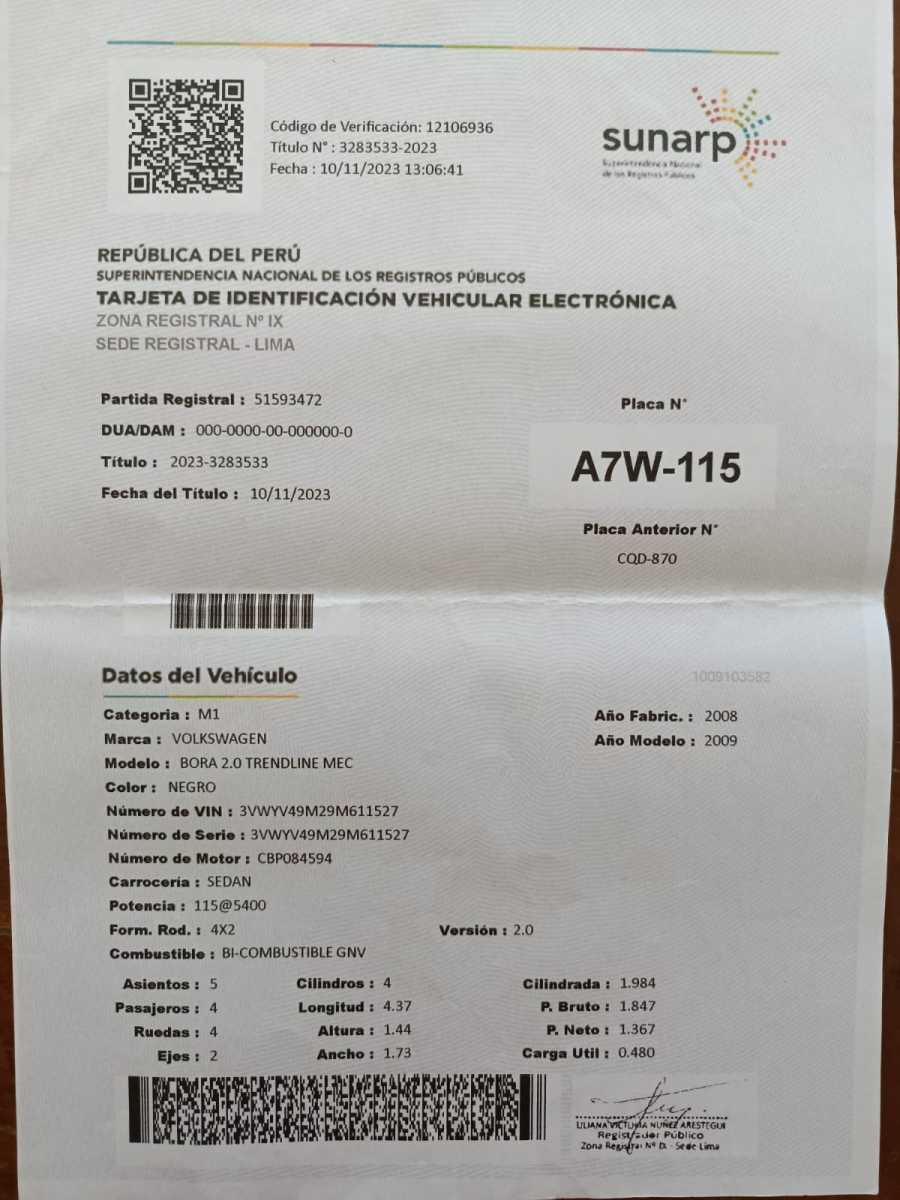 Código de Verificación: 12106936
Título N° : 3283533-2023
Fecha : 10/11/2023 13:06:41
sunarp
Superintendencia Nacional
de los Registros Públicos
REPÚBLICA DEL PERÚ
SUPERINTENDENCIA NACIONAL DE LOS REGISTROS PÚBLICOS
TARJETA DE IDENTIFICACIÓN VEHICULAR ELECTRÓNICA
ZONA REGISTRAL Nº IX
SEDE REGISTRAL - LIMA
Partida Registral : 51593472
DUA/DAM : 000-0000-00-000000-0
Título : 2023-3283533
Fecha del Título : 10/11/2023
Placa N°
A7W-115
Placa Anterior N°
CQD-870
Datos del Vehículo
1009103582
Categoria : M1
Año Fabric. : 2008
Marca : VOLKSWAGEN
Año Modelo : 2009
Modelo : BORA 2.0 TRENDLINE MEC
Color : NEGRO
Número de VIN : 3VWYV49M29M611527
Número de Serie : 3VWYV49M29M611527
Número de Motor : CBP084594
Carrocería : SEDAN
Potencia : 115@5400
Form. Rod. : 4X2 Versión : 2.0
Combustible : BI-COMBUSTIBLE GNV
Asientos : 5 Cilindros : 4 Cilindrada : 1.984
Pasajeros : 4 Longitud : 4.37 P. Bruto : 1.847
Ruedas : 4 Altura : 1.44 P. Neto : 1.367
Ejes : 2 Ancho : 1.73 Carga Util : 0.480
LILIANA VICTORIA NUÑEZ ARESTEGUI
Registrador Público
Zona Registral Nº IX - Sede Lima